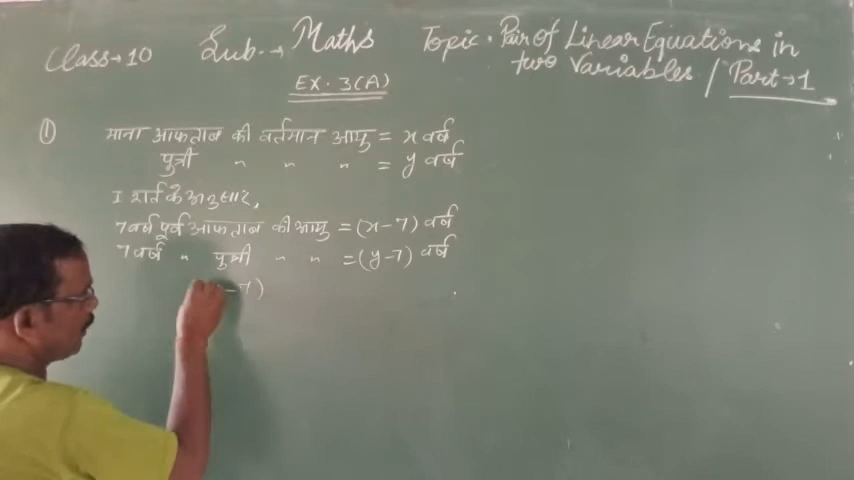 Class→10 Sub.→ Maths Topic. Pair of Linear Equations in
two Variables / Part→1
Ex. 3(A)
① माना आफताब की वर्तमान आयु = x वर्ष
पुत्री " " " = y वर्ष
I शर्त के अनुसार,
7 वर्ष पूर्व आफताब की आयु = (x-7) वर्ष
7 वर्ष " पुत्री " " = (y-7) वर्ष
-7)